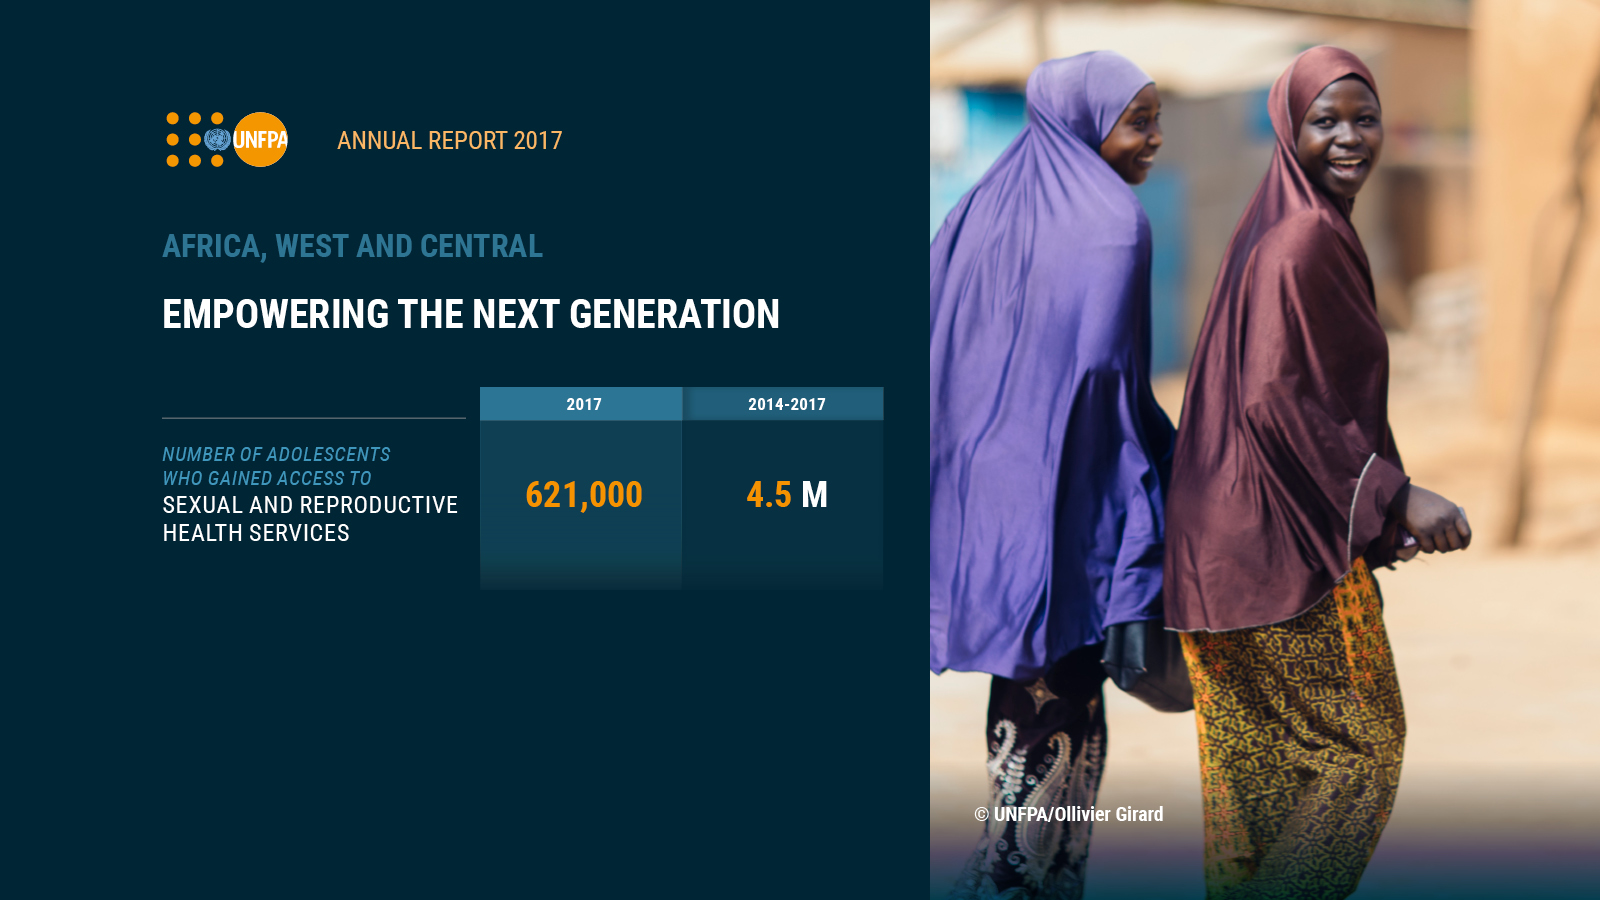 UNFPA
ANNUAL REPORT 2017
AFRICA, WEST AND CENTRAL
EMPOWERING THE NEXT GENERATION
2017
2014-2017
NUMBER OF ADOLESCENTS
WHO GAINED ACCESS TO
SEXUAL AND REPRODUCTIVE
HEALTH SERVICES
621,000
4.5 M
© UNFPA/Ollivier Girard